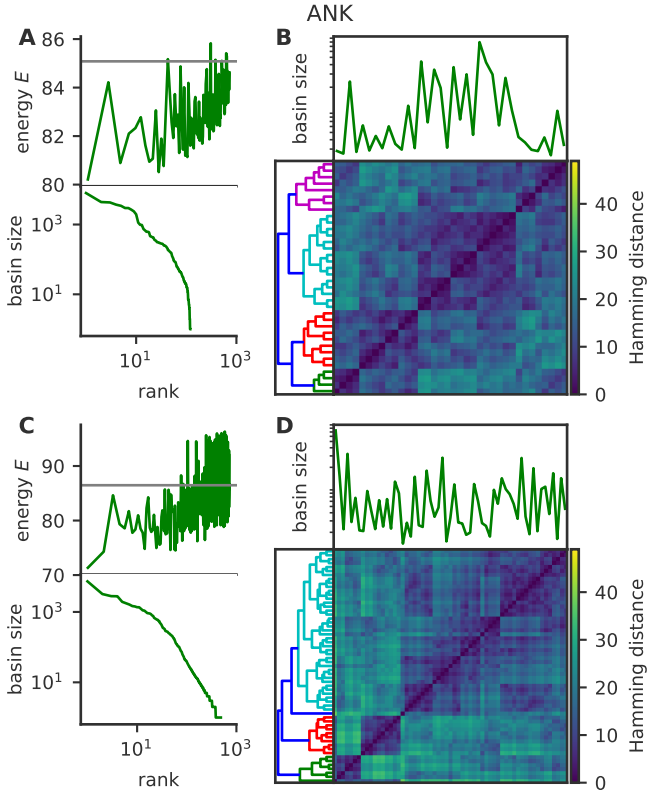 ANK
A
energy E
86
84
82
80
basin size
10³
10¹
10¹
10³
rank
B
basin size
Hamming distance
40
30
20
10
0
C
energy E
90
80
70
basin size
10³
10¹
10¹
10³
rank
D
basin size
Hamming distance
40
30
20
10
0